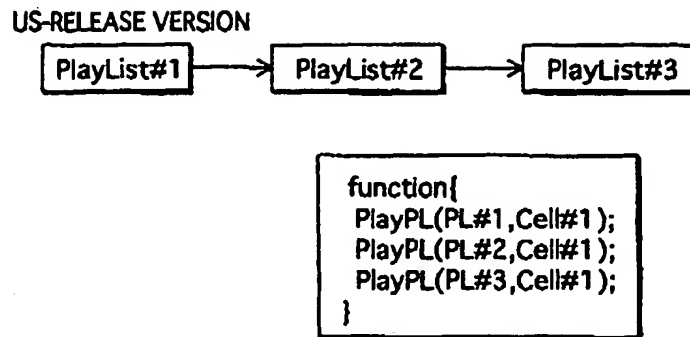 US-RELEASE VERSION
PlayList#1 PlayList#2 PlayList#3
function{
PlayPL(PL#1,Cell#1);
PlayPL(PL#2,Cell#1);
PlayPL(PL#3,Cell#1);
}